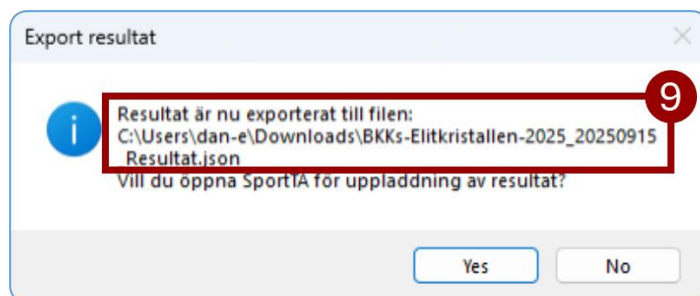 Export resultat
9
Resultat är nu exporterat till filen:
C:\Users\dan-e\Downloads\BKKs-Elitkristallen-2025_20250915
_Resultat.json
Vill du öppna SportTA för uppladdning av resultat?
Yes No